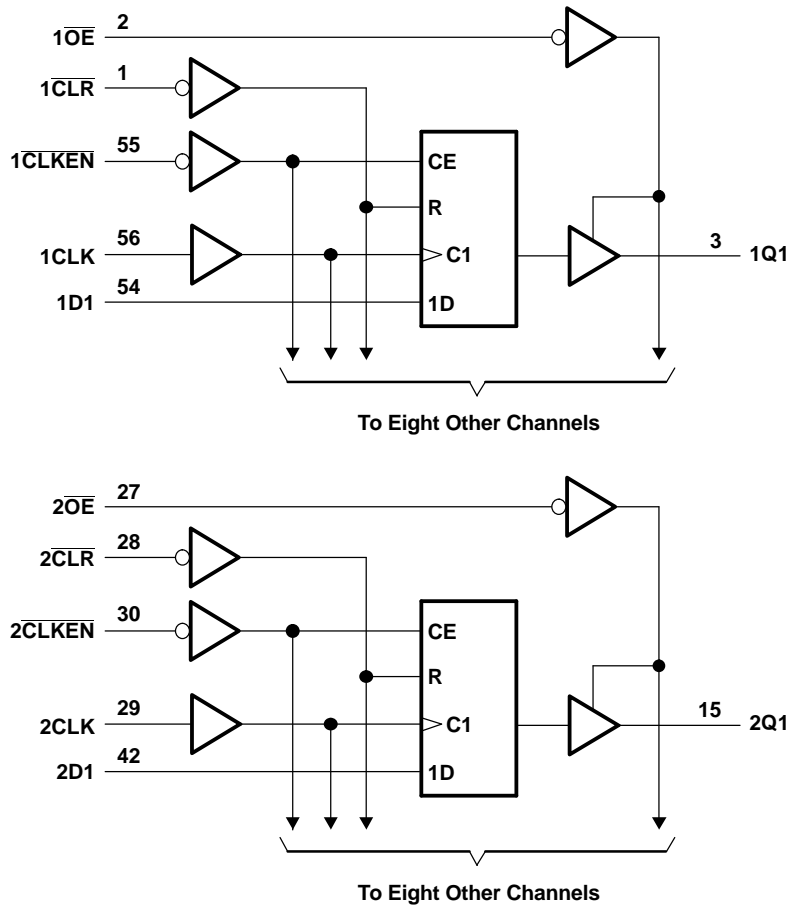 1OE 2
1CLR 1
1CLKEN 55
CE
R
1CLK 56
C1
3 1Q1
1D1 54
1D
To Eight Other Channels
2OE 27
2CLR 28
2CLKEN 30
CE
R
2CLK 29
C1
15 2Q1
2D1 42
1D
To Eight Other Channels